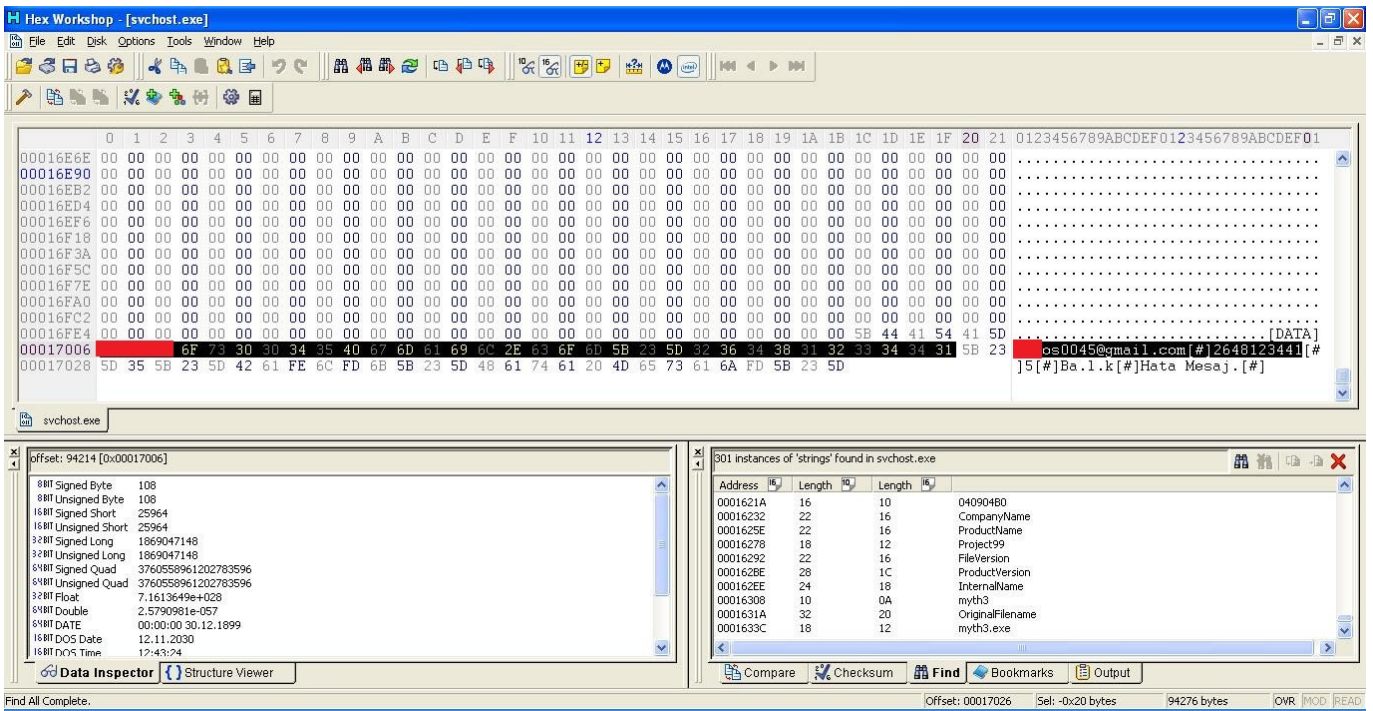 Hex Workshop - [svchost.exe]
File Edit Disk Options Tools Window Help
0 1 2 3 4 5 6 7 8 9 A B C D E F 10 11 12 13 14 15 16 17 18 19 1A 1B 1C 1D 1E 1F 20 21 0123456789ABCDEF0123456789ABCDEF01
00016E6E 00 00 00 00 00 00 00 00 00 00 00 00 00 00 00 00 00 00 00 00 00 00 00 00 00 00 00 00 00 00 00 00 00 00 ..................................
00016E90 00 00 00 00 00 00 00 00 00 00 00 00 00 00 00 00 00 00 00 00 00 00 00 00 00 00 00 00 00 00 00 00 00 00 ..................................
00016EB2 00 00 00 00 00 00 00 00 00 00 00 00 00 00 00 00 00 00 00 00 00 00 00 00 00 00 00 00 00 00 00 00 00 00 ..................................
00016ED4 00 00 00 00 00 00 00 00 00 00 00 00 00 00 00 00 00 00 00 00 00 00 00 00 00 00 00 00 00 00 00 00 00 00 ..................................
00016EF6 00 00 00 00 00 00 00 00 00 00 00 00 00 00 00 00 00 00 00 00 00 00 00 00 00 00 00 00 00 00 00 00 00 00 ..................................
00016F18 00 00 00 00 00 00 00 00 00 00 00 00 00 00 00 00 00 00 00 00 00 00 00 00 00 00 00 00 00 00 00 00 00 00 ..................................
00016F3A 00 00 00 00 00 00 00 00 00 00 00 00 00 00 00 00 00 00 00 00 00 00 00 00 00 00 00 00 00 00 00 00 00 00 ..................................
00016F5C 00 00 00 00 00 00 00 00 00 00 00 00 00 00 00 00 00 00 00 00 00 00 00 00 00 00 00 00 00 00 00 00 00 00 ..................................
00016F7E 00 00 00 00 00 00 00 00 00 00 00 00 00 00 00 00 00 00 00 00 00 00 00 00 00 00 00 00 00 00 00 00 00 00 ..................................
00016FA0 00 00 00 00 00 00 00 00 00 00 00 00 00 00 00 00 00 00 00 00 00 00 00 00 00 00 00 00 00 00 00 00 00 00 ..................................
00016FC2 00 00 00 00 00 00 00 00 00 00 00 00 00 00 00 00 00 00 00 00 00 00 00 00 00 00 00 00 00 00 00 00 00 00 ..................................
00016FE4 00 00 00 00 00 00 00 00 00 00 00 00 00 00 00 00 00 00 00 00 00 00 00 00 00 00 00 00 5B 44 41 54 41 5D ............................[DATA]
00017006 6F 73 30 30 34 35 40 67 6D 61 69 6C 2E 63 6F 6D 5B 23 5D 32 36 34 38 31 32 33 34 34 31 5B 23 os0045@gmail.com[#]2648123441[#
00017028 5D 35 5B 23 5D 42 61 FE 6C FD 6B 5B 23 5D 48 61 74 61 20 4D 65 73 61 6A FD 5B 23 5D ]5[#]Ba.l.k[#]Hata Mesaj.[#]
svchost.exe
offset: 94214 [0x00017006]
8BIT Signed Byte 108
8BIT Unsigned Byte 108
16BIT Signed Short 25964
16BIT Unsigned Short 25964
32BIT Signed Long 1869047148
32BIT Unsigned Long 1869047148
64BIT Signed Quad 3760558961202783596
64BIT Unsigned Quad 3760558961202783596
32BIT Float 7.1613649e+028
64BIT Double 2.5790981e-057
64BIT DATE 00:00:00 30.12.1899
16BIT DOS Date 12.11.2030
16BIT DOS Time 12:43:24
Data Inspector {} Structure Viewer
301 instances of 'strings' found in svchost.exe
Address 16 Length 10 Length 16
0001621A 16 10 040904B0
00016232 22 16 CompanyName
0001625E 22 16 ProductName
00016278 18 12 Project99
00016292 22 16 FileVersion
000162BE 28 1C ProductVersion
000162EE 24 18 InternalName
00016308 10 0A myth3
0001631A 32 20 OriginalFilename
0001633C 18 12 myth3.exe
Compare Checksum Find Bookmarks Output
Find All Complete. Offset: 00017026 Sel: -0x20 bytes 94276 bytes OVR MOD READ